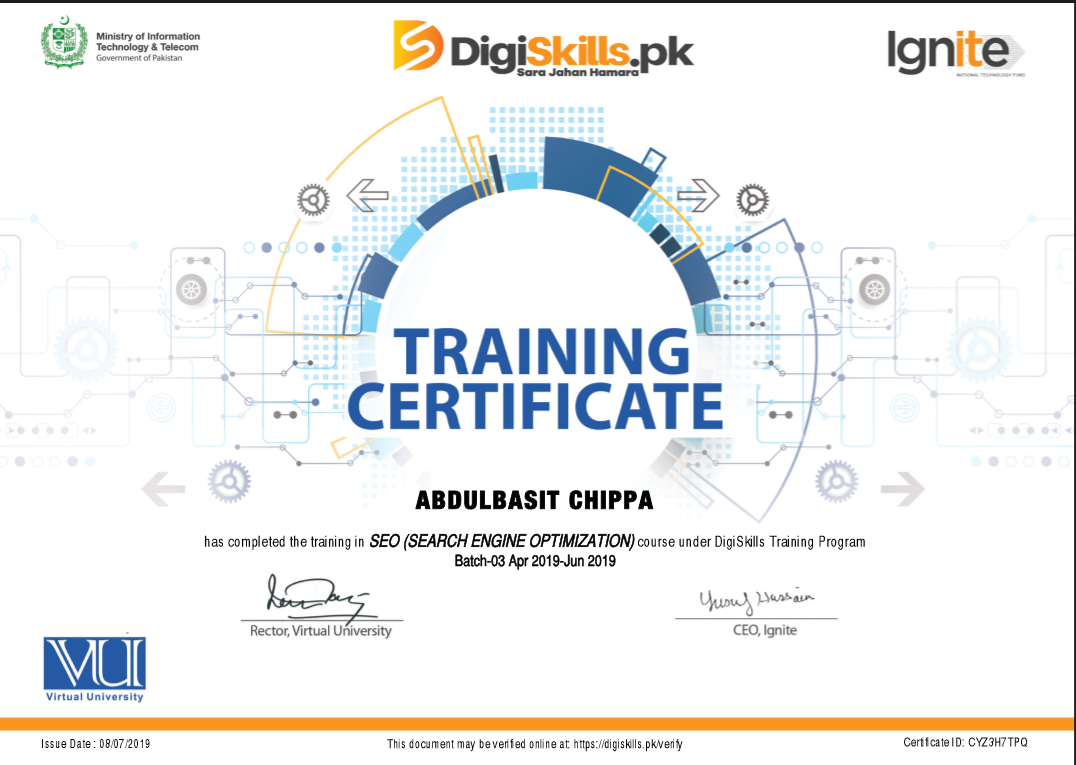 Ministry of Information
Technology & Telecom
Government of Pakistan
DigiSkills.pk
Sara Jahan Hamara
Ignite
NATIONAL TECHNOLOGY FUND
TRAINING
CERTIFICATE
ABDULBASIT CHIPPA
has completed the training in SEO (SEARCH ENGINE OPTIMIZATION) course under DigiSkills Training Program
Batch-03 Apr 2019-Jun 2019
Yusuf Hussain
Rector, Virtual University
CEO, Ignite
VU
Virtual University
Issue Date : 08/07/2019
This document may be verified online at: https://digiskills.pk/verify
Certificate ID: CYZ3H7TPQ